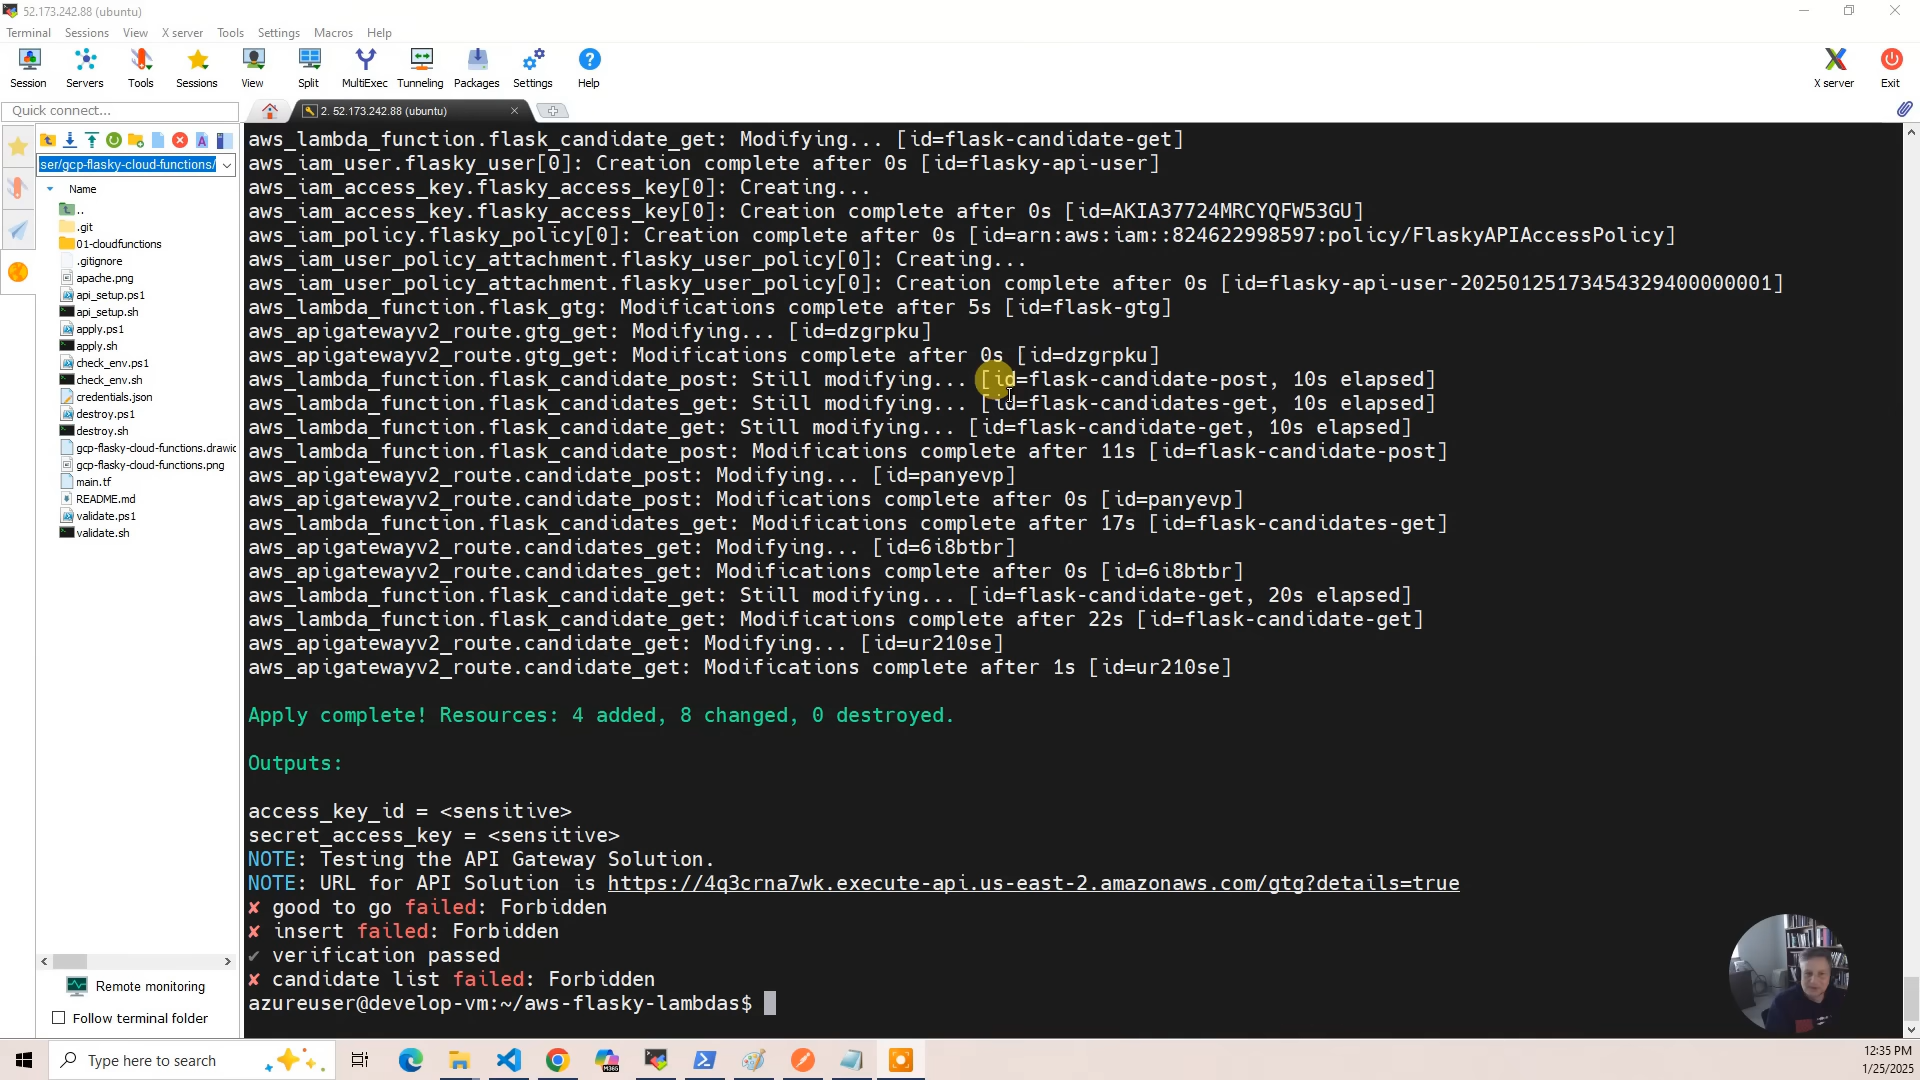 52.173.242.88 (ubuntu)
Terminal Sessions View X server Tools Settings Macros Help
Session Servers Tools Sessions View Split MultiExec Tunneling Packages Settings Help X server Exit
Quick connect...
2. 52.173.242.88 (ubuntu)
ser/gcp-flasky-cloud-functions/
Name
..
.git
01-cloudfunctions
.gitignore
apache.png
api_setup.ps1
api_setup.sh
apply.ps1
apply.sh
check_env.ps1
check_env.sh
credentials.json
destroy.ps1
destroy.sh
gcp-flasky-cloud-functions.drawio
gcp-flasky-cloud-functions.png
main.tf
README.md
validate.ps1
validate.sh
Remote monitoring
Follow terminal folder
aws_lambda_function.flask_candidate_get: Modifying... [id=flask-candidate-get]
aws_iam_user.flasky_user[0]: Creation complete after 0s [id=flasky-api-user]
aws_iam_access_key.flasky_access_key[0]: Creating...
aws_iam_access_key.flasky_access_key[0]: Creation complete after 0s [id=AKIA37724MRCYQFW53GU]
aws_iam_policy.flasky_policy[0]: Creation complete after 0s [id=arn:aws:iam::824622998597:policy/FlaskyAPIAccessPolicy]
aws_iam_user_policy_attachment.flasky_user_policy[0]: Creating...
aws_iam_user_policy_attachment.flasky_user_policy[0]: Creation complete after 0s [id=flasky-api-user-20250125173454329400000001]
aws_lambda_function.flask_gtg: Modifications complete after 5s [id=flask-gtg]
aws_apigatewayv2_route.gtg_get: Modifying... [id=dzgrpku]
aws_apigatewayv2_route.gtg_get: Modifications complete after 0s [id=dzgrpku]
aws_lambda_function.flask_candidate_post: Still modifying... [id=flask-candidate-post, 10s elapsed]
aws_lambda_function.flask_candidates_get: Still modifying... [id=flask-candidates-get, 10s elapsed]
aws_lambda_function.flask_candidate_get: Still modifying... [id=flask-candidate-get, 10s elapsed]
aws_lambda_function.flask_candidate_post: Modifications complete after 11s [id=flask-candidate-post]
aws_apigatewayv2_route.candidate_post: Modifying... [id=panyevp]
aws_apigatewayv2_route.candidate_post: Modifications complete after 0s [id=panyevp]
aws_lambda_function.flask_candidates_get: Modifications complete after 17s [id=flask-candidates-get]
aws_apigatewayv2_route.candidates_get: Modifying... [id=6i8btbr]
aws_apigatewayv2_route.candidates_get: Modifications complete after 0s [id=6i8btbr]
aws_lambda_function.flask_candidate_get: Still modifying... [id=flask-candidate-get, 20s elapsed]
aws_lambda_function.flask_candidate_get: Modifications complete after 22s [id=flask-candidate-get]
aws_apigatewayv2_route.candidate_get: Modifying... [id=ur210se]
aws_apigatewayv2_route.candidate_get: Modifications complete after 1s [id=ur210se]
Apply complete! Resources: 4 added, 8 changed, 0 destroyed.
Outputs:
access_key_id = <sensitive>
secret_access_key = <sensitive>
NOTE: Testing the API Gateway Solution.
NOTE: URL for API Solution is https://4q3crna7wk.execute-api.us-east-2.amazonaws.com/gtg?details=true
✘ good to go failed: Forbidden
✘ insert failed: Forbidden
✓ verification passed
✘ candidate list failed: Forbidden
azureuser@develop-vm:~/aws-flasky-lambdas$
Type here to search
12:35 PM
1/25/2025